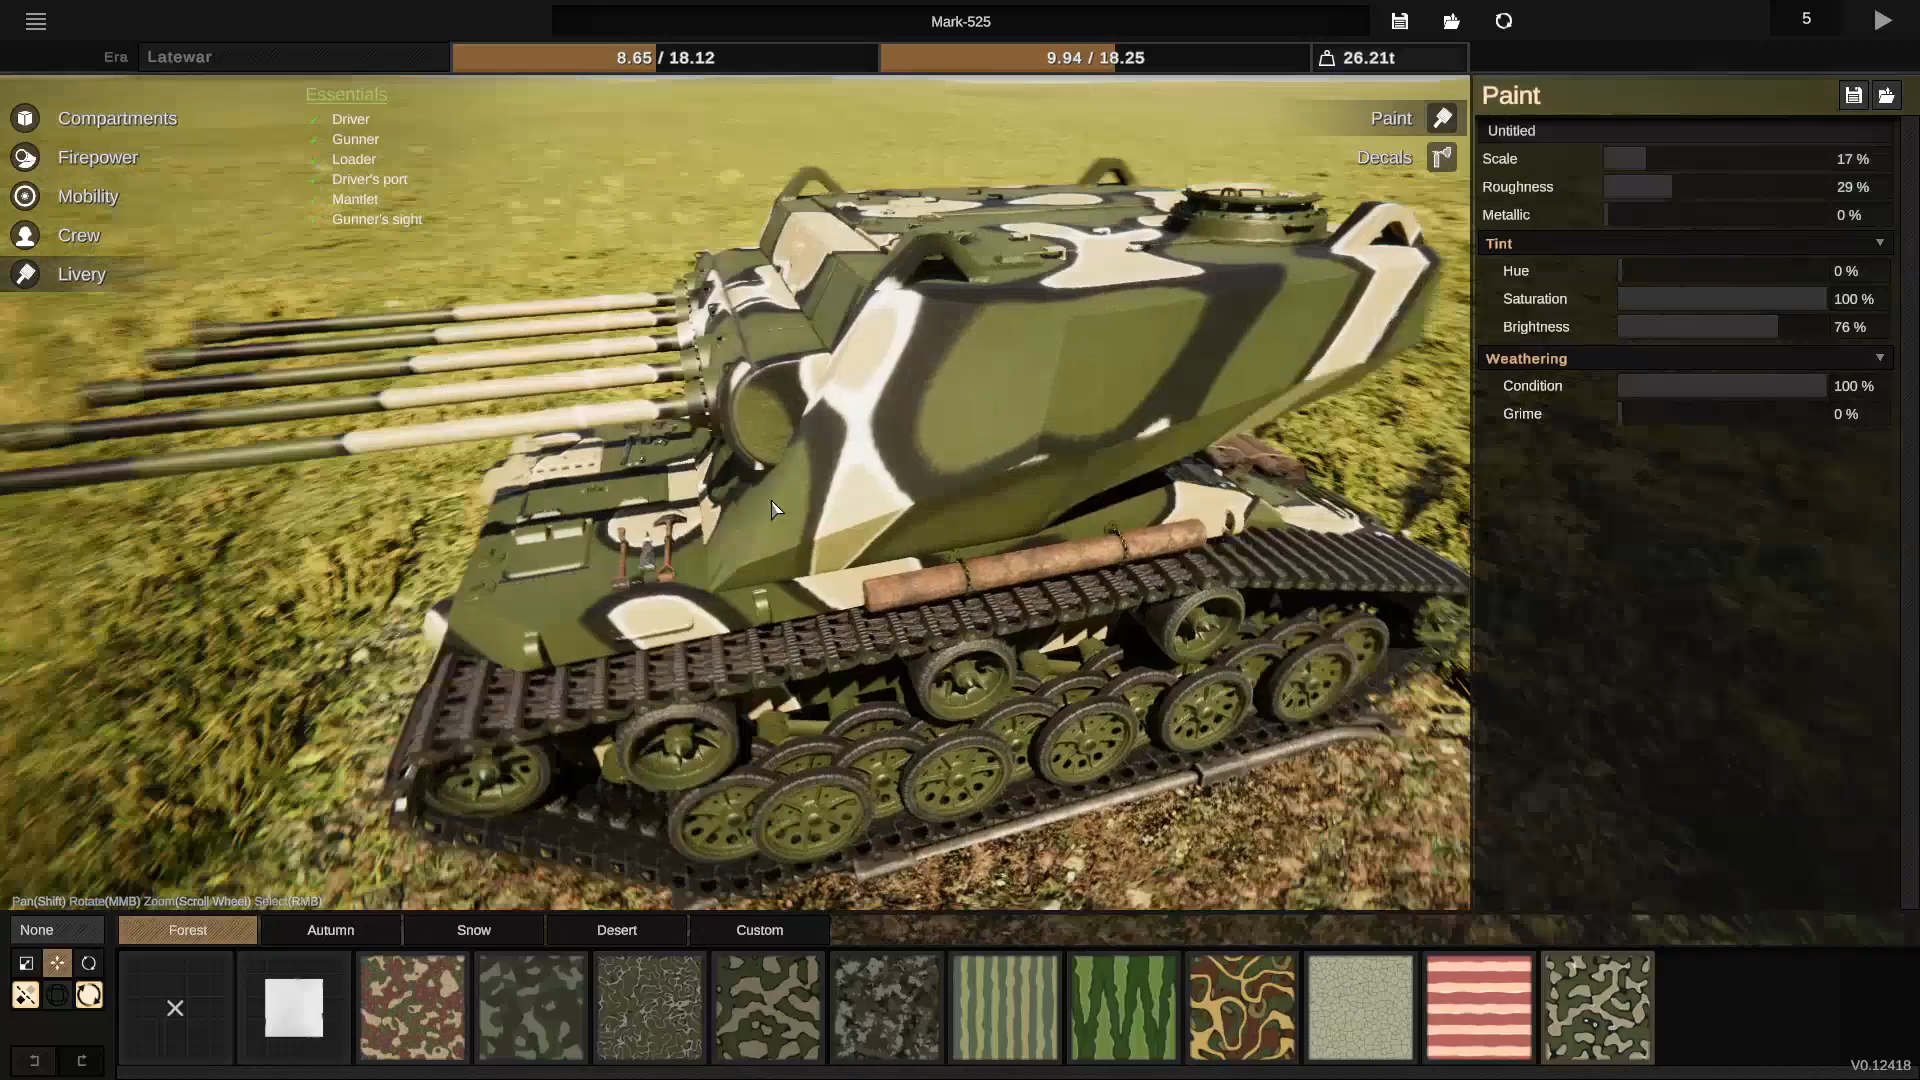 Mark-525
5
Era
Latewar
8.65 / 18.12
9.94 / 18.25
26.21t
Essentials
Driver
Gunner
Loader
Driver's port
Mantlet
Gunner's sight
Compartments
Firepower
Mobility
Crew
Livery
Paint
Decals
Paint
Untitled
Scale 17 %
Roughness 29 %
Metallic 0 %
Tint
Hue 0 %
Saturation 100 %
Brightness 76 %
Weathering
Condition 100 %
Grime 0 %
Pan(Shift) Rotate(MMB) Zoom(Scroll Wheel) Select(RMB)
None
Forest
Autumn
Snow
Desert
Custom
V0.12418